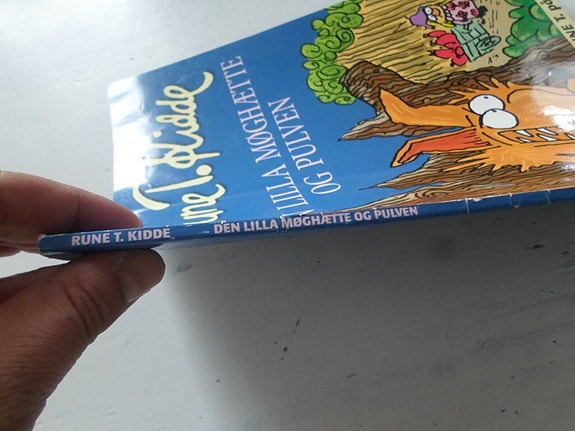 une T. Kidde
LILLA MØGHÆTTE
OG PULVEN
RUNE T. KIDDE DEN LILLA MØGHÆTTE OG PULVEN